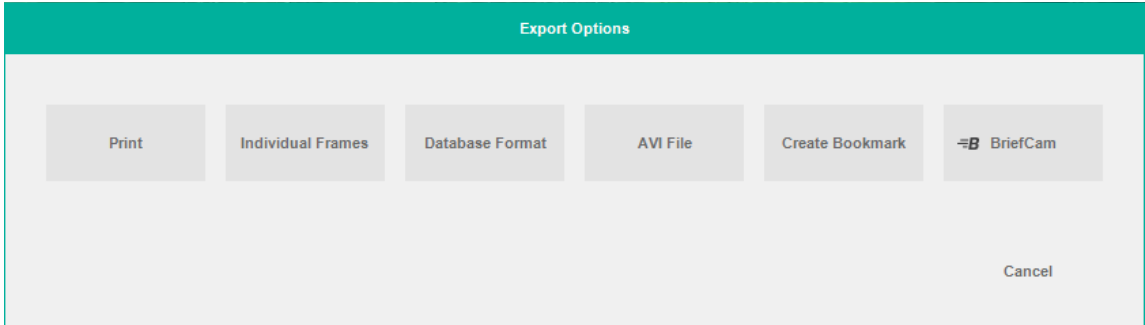 Export Options
Print Individual Frames Database Format AVI File Create Bookmark B BriefCam
Cancel